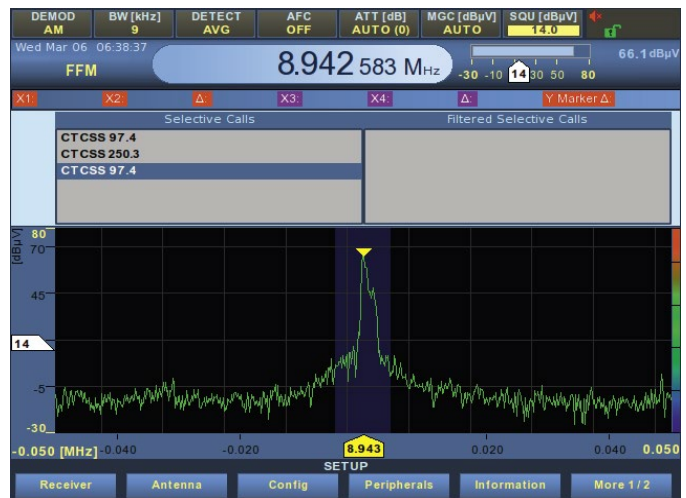 DEMOD BW [kHz] DETECT AFC ATT [dB] MGC [dBµV] SQU [dBµV]
AM 9 AVG OFF AUTO (0) AUTO 14.0
Wed Mar 06 06:38:37
FFM
8.942 583 MHz
66.1 dBµV
-30 -10 14 30 50 80
X1: X2: Δ: X3: X4: Δ: Y Marker Δ:
Selective Calls Filtered Selective Calls
CTCSS 97.4
CTCSS 250.3
CTCSS 97.4
80
[dBµV]
70
45
14
-5
-30
-0.050 [MHz] -0.040 -0.020 8.943 0.020 0.040 0.050
SETUP
Receiver Antenna Config Peripherals Information More 1/2